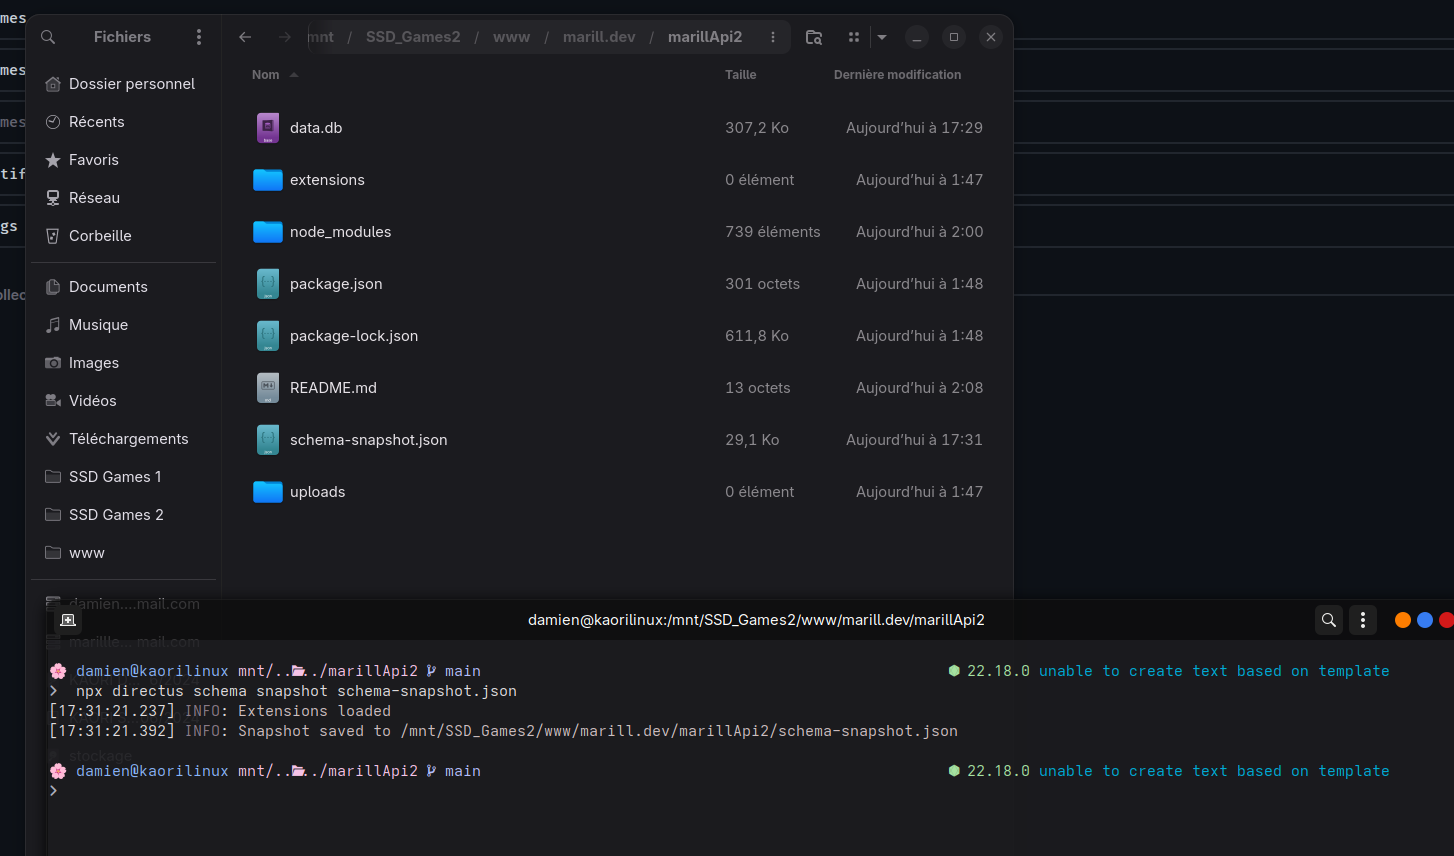 mes
mes
mes
tif
gs
ollec
Fichiers
mnt / SSD_Games2 / www / marill.dev / marillApi2
Dossier personnel
Récents
Favoris
Réseau
Corbeille
Documents
Musique
Images
Vidéos
Téléchargements
SSD Games 1
SSD Games 2
www
damien....mail.com
marillle... mail.com
stockage
Nom Taille Dernière modification
data.db 307,2 Ko Aujourd’hui à 17:29
extensions 0 élément Aujourd’hui à 1:47
node_modules 739 éléments Aujourd’hui à 2:00
package.json 301 octets Aujourd’hui à 1:48
package-lock.json 611,8 Ko Aujourd’hui à 1:48
README.md 13 octets Aujourd’hui à 2:08
schema-snapshot.json 29,1 Ko Aujourd’hui à 17:31
uploads 0 élément Aujourd’hui à 1:47
damien@kaorilinux:/mnt/SSD_Games2/www/marill.dev/marillApi2
damien@kaorilinux mnt/../../marillApi2 main 22.18.0 unable to create text based on template
> npx directus schema snapshot schema-snapshot.json
[17:31:21.237] INFO: Extensions loaded
[17:31:21.392] INFO: Snapshot saved to /mnt/SSD_Games2/www/marill.dev/marillApi2/schema-snapshot.json
damien@kaorilinux mnt/../../marillApi2 main 22.18.0 unable to create text based on template
>